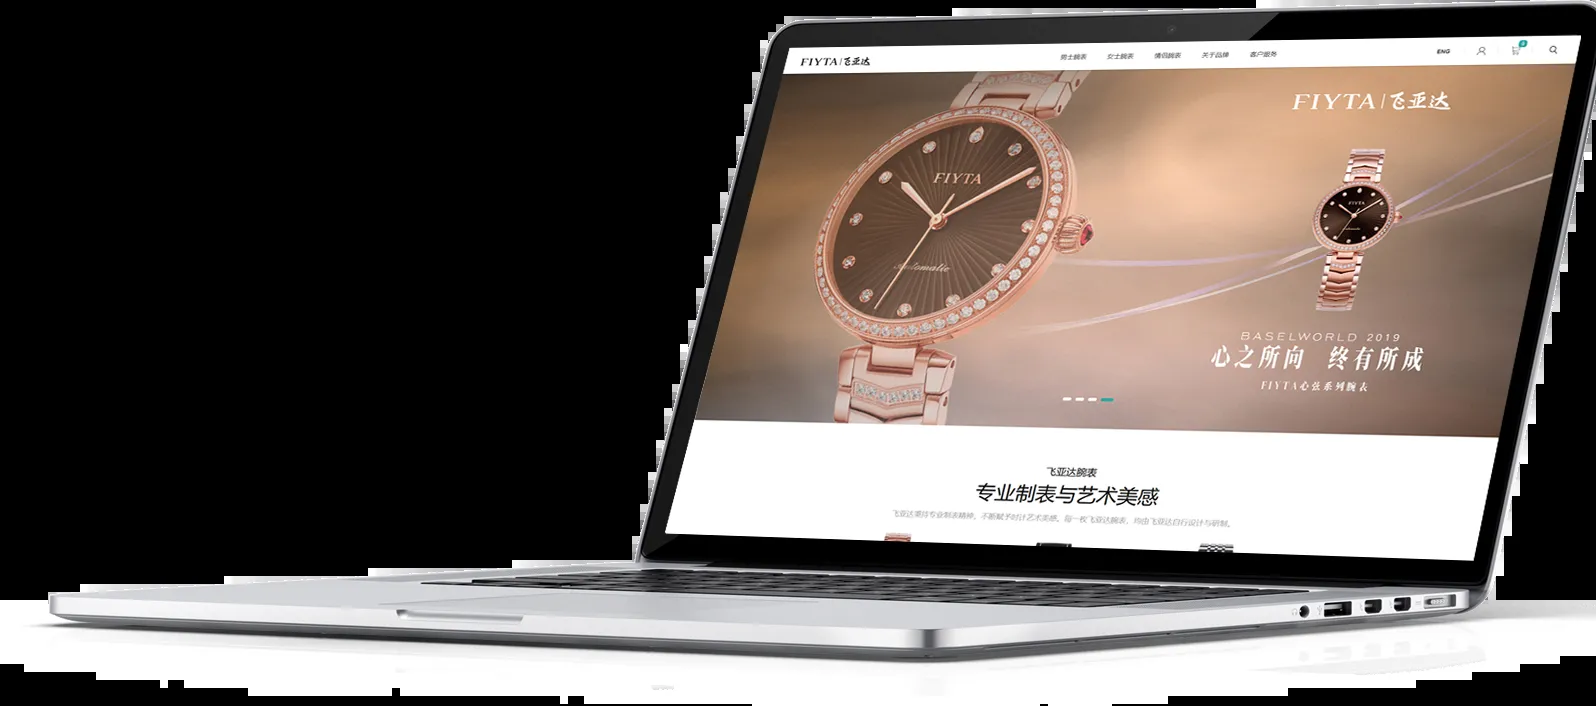 FIYTA | 飞亚达
男士腕表 女士腕表 情侣腕表 关于品牌 客户服务
ENG
FIYTA | 飞亚达
FIYTA
Automatic
FIYTA
Automatic
BASELWORLD 2019
心之所向 终有所成
FIYTA心弦系列腕表
飞亚达腕表
专业制表与艺术美感
飞亚达秉持专业制表精神，不断赋予时计艺术美感。每一枚飞亚达腕表，均由飞亚达自行设计与研制。